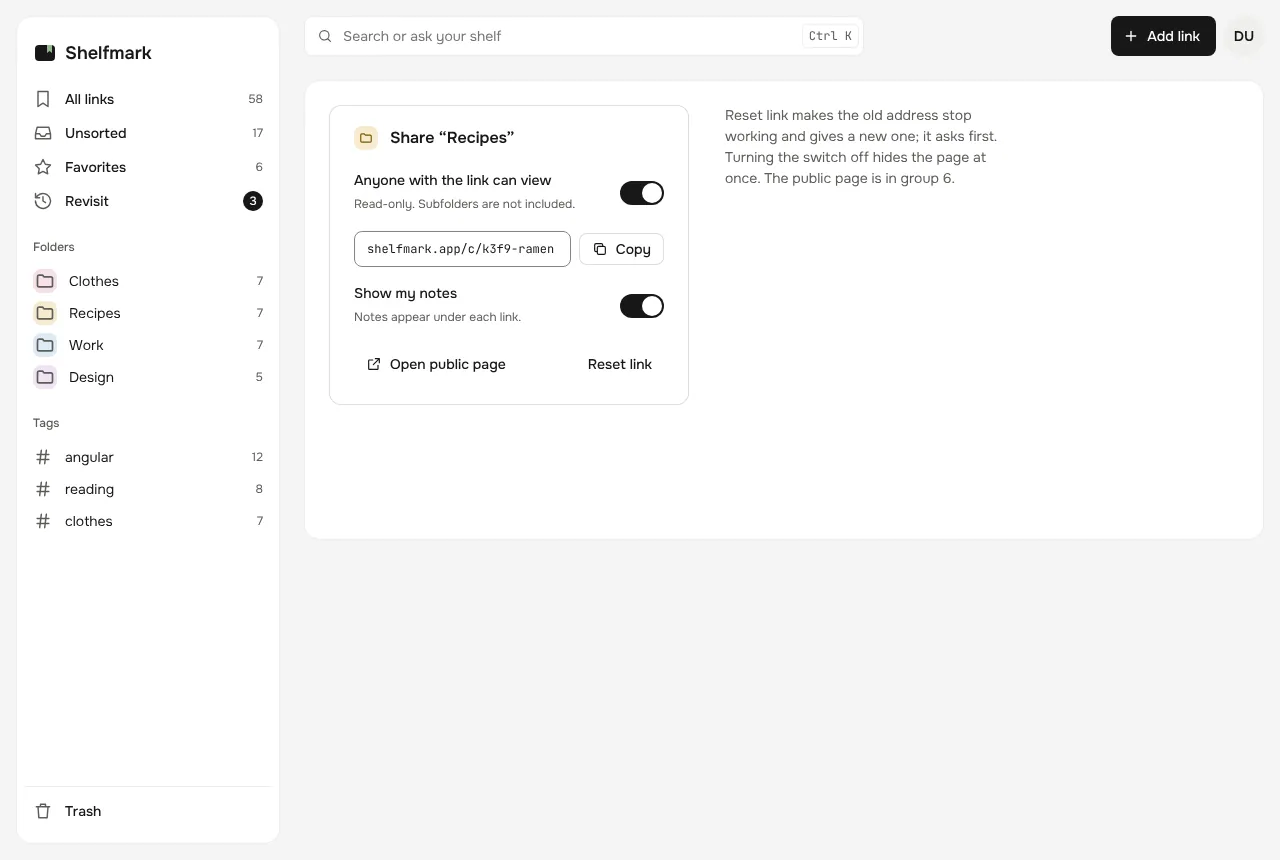 Shelfmark
All links 58
Unsorted 17
Favorites 6
Revisit 3
Folders
Clothes 7
Recipes 7
Work 7
Design 5
Tags
angular 12
reading 8
clothes 7
Trash
Search or ask your shelf Ctrl K
Add link
DU
Share “Recipes”
Anyone with the link can view
Read-only. Subfolders are not included.
shelfmark.app/c/k3f9-ramen
Copy
Show my notes
Notes appear under each link.
Open public page
Reset link
Reset link makes the old address stop
working and gives a new one; it asks first.
Turning the switch off hides the page at
once. The public page is in group 6.